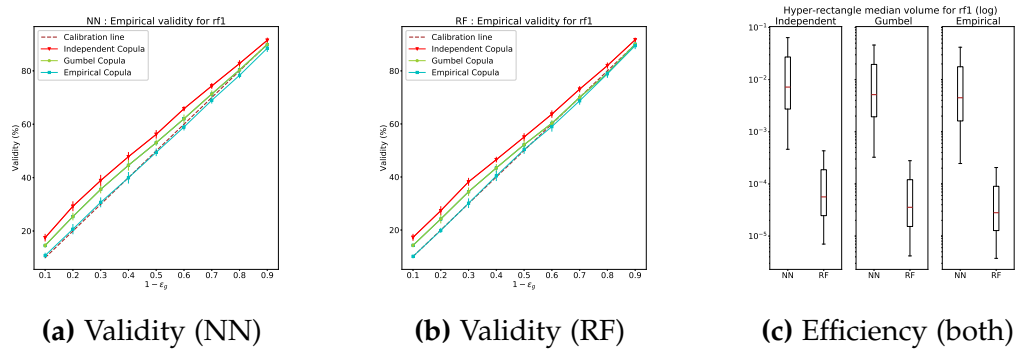 NN : Empirical validity for rf1
Calibration line
Independent Copula
Gumbel Copula
Empirical Copula
Validity (%)
80
60
40
20
0.1 0.2 0.3 0.4 0.5 0.6 0.7 0.8 0.9
1 − ε_g
(a) Validity (NN)
RF : Empirical validity for rf1
Calibration line
Independent Copula
Gumbel Copula
Empirical Copula
Validity (%)
80
60
40
20
0.1 0.2 0.3 0.4 0.5 0.6 0.7 0.8 0.9
1 − ε_g
(b) Validity (RF)
Hyper-rectangle median volume for rf1 (log)
Independent Gumbel Empirical
10⁻¹
10⁻²
10⁻³
10⁻⁴
10⁻⁵
NN RF NN RF NN RF
(c) Efficiency (both)